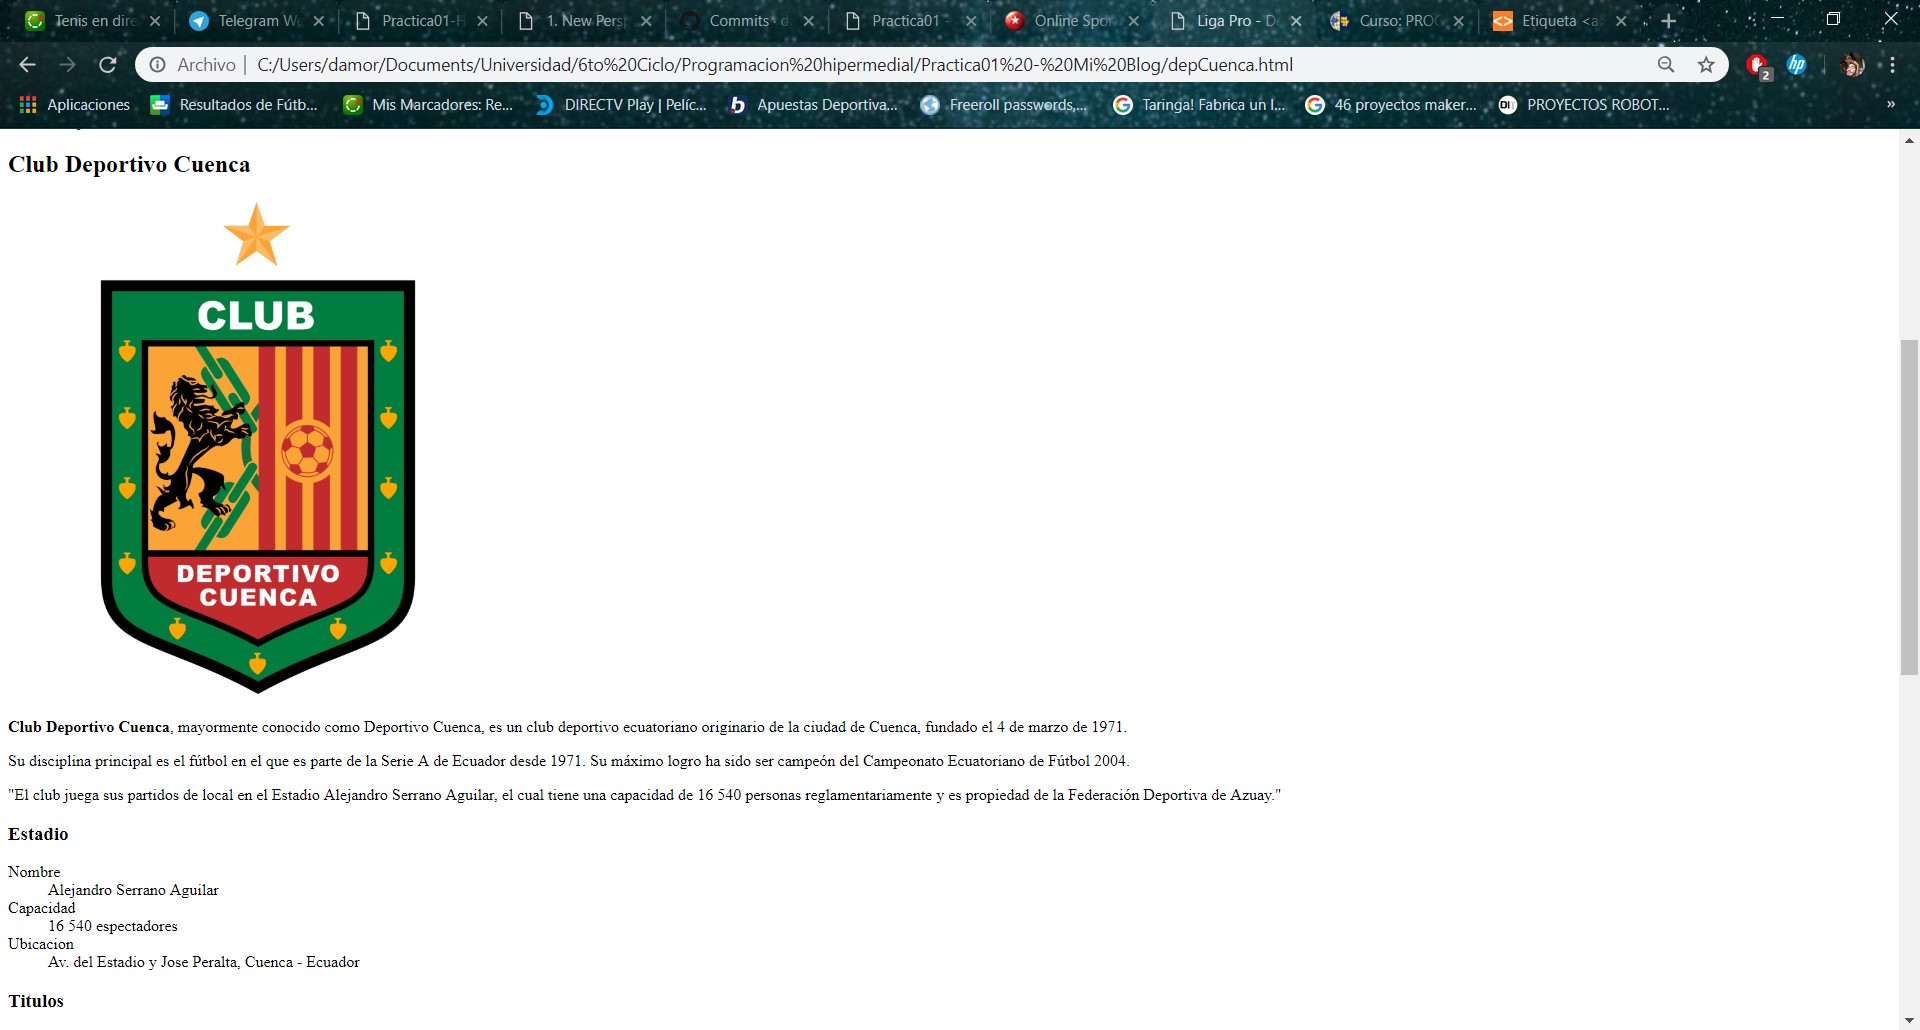 Tenis en dire
Telegram We
Practica01-H
1. New Pers
Commits · d
Practica01 -
Online Spor
Liga Pro - De
Curso: PROG
Etiqueta <a
Archivo | C:/Users/damor/Documents/Universidad/6to%20Ciclo/Programacion%20hipermedial/Practica01%20-%20Mi%20Blog/depCuenca.html
2
hp
Aplicaciones
Resultados de Fútb...
Mis Marcadores: Re...
DIRECTV Play | Pelíc...
Apuestas Deportiva...
Freeroll passwords,...
Taringa! Fabrica un I...
46 proyectos maker...
PROYECTOS ROBOT...
»
Club Deportivo Cuenca
CLUB
DEPORTIVO
CUENCA
Club Deportivo Cuenca, mayormente conocido como Deportivo Cuenca, es un club deportivo ecuatoriano originario de la ciudad de Cuenca, fundado el 4 de marzo de 1971.
Su disciplina principal es el fútbol en el que es parte de la Serie A de Ecuador desde 1971. Su máximo logro ha sido ser campeón del Campeonato Ecuatoriano de Fútbol 2004.
"El club juega sus partidos de local en el Estadio Alejandro Serrano Aguilar, el cual tiene una capacidad de 16 540 personas reglamentariamente y es propiedad de la Federación Deportiva de Azuay."
Estadio
Nombre
Alejandro Serrano Aguilar
Capacidad
16 540 espectadores
Ubicacion
Av. del Estadio y Jose Peralta, Cuenca - Ecuador
Titulos